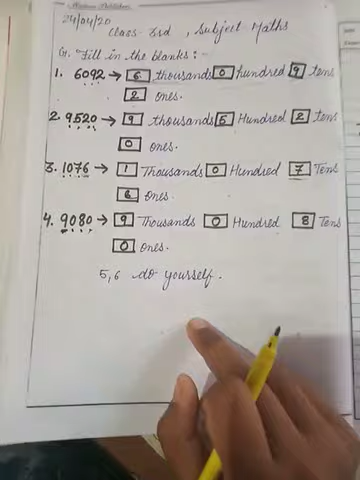 24/04/20
Class-3rd, Subject-Maths
Q1. Fill in the blanks:-
1. 6092 → 6 thousands 0 hundred 9 tens
2 ones.
2. 9520 → 9 thousands 5 Hundred 2 tens
0 ones.
3. 1076 → 1 Thousands 0 Hundred 7 Tens
6 ones.
4. 9080 → 9 Thousands 0 Hundred 8 Tens
0 ones.
5,6 do yourself.